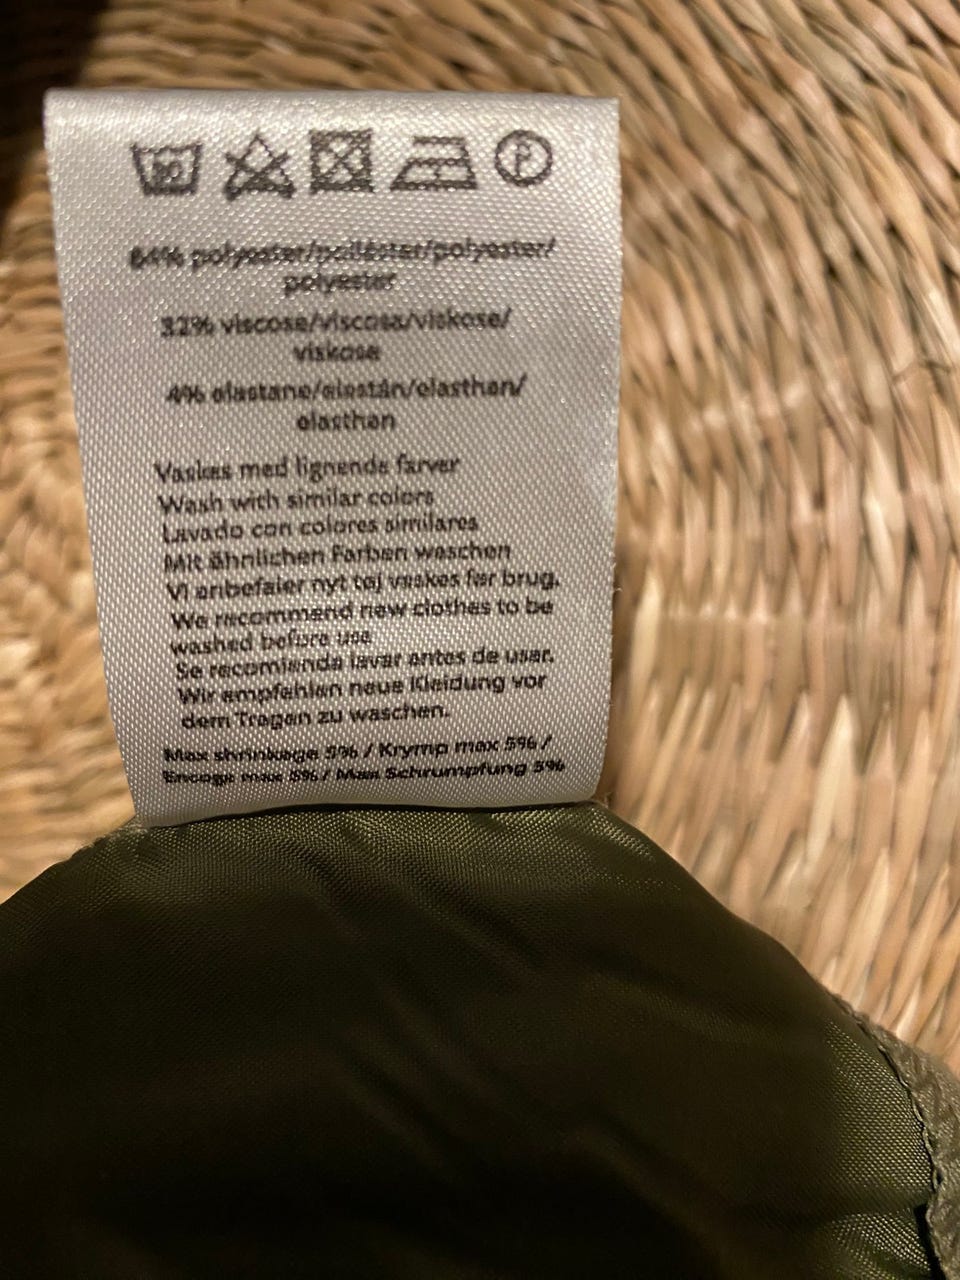 64% polyester/poliéster/polyester/
polyester
32% viscose/viscosa/viskose/
viskose
4% elastane/elastán/elasthan/
elasthan
Vaskes med lignende farver
Wash with similar colors
Lavado con colores similares
Mit ähnlichen Farben waschen
Vi anbefaler nyt tøj vaskes før brug.
We recommend new clothes to be
washed before use
Se recomienda lavar antes de usar.
Wir empfehlen neue Kleidung vor
dem Tragen zu waschen.
Max shrinkage 5% / Krymp max 5% /
Encoge max 5% / Max Schrumpfung 5%